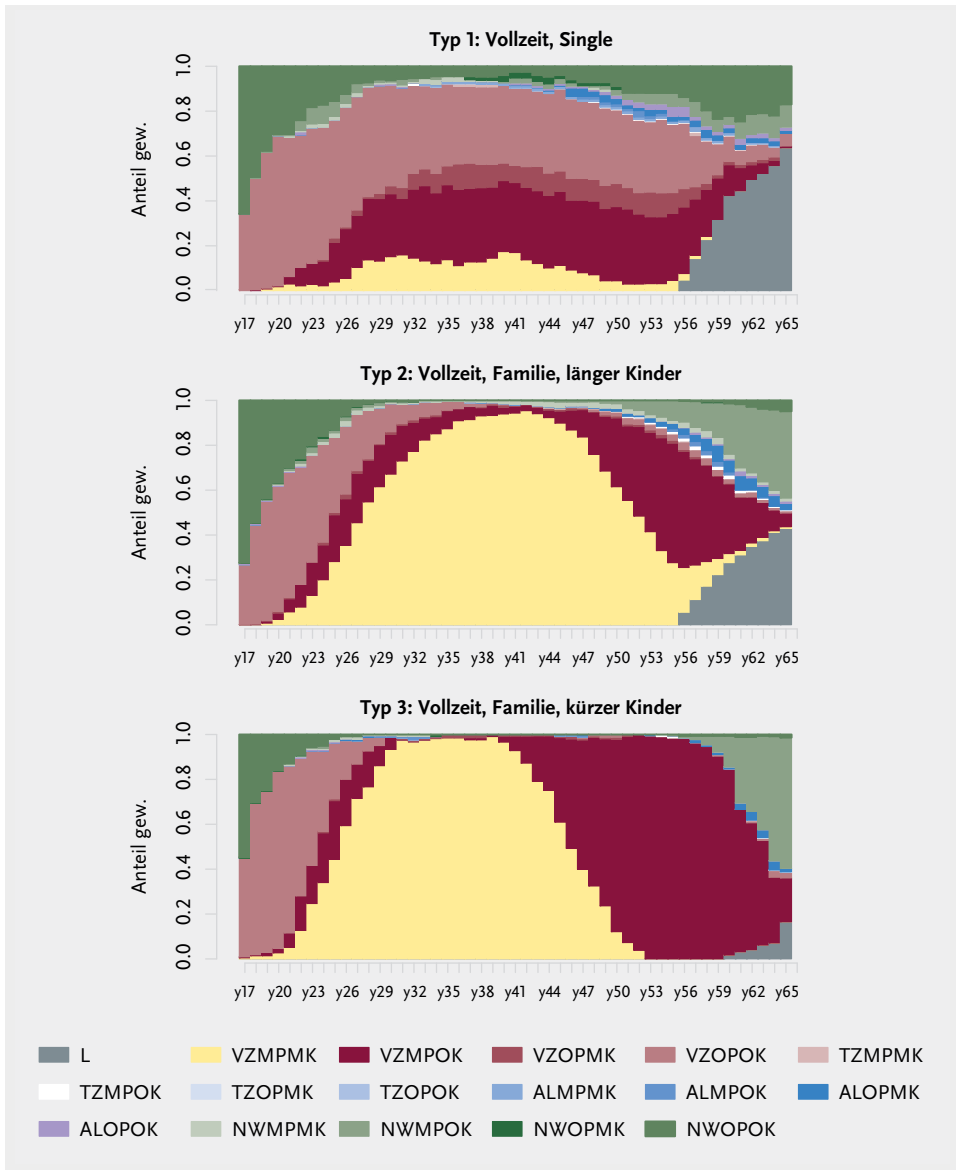 Typ 1: Vollzeit, Single
Anteil gew.
1.0
0.8
0.6
0.4
0.2
0.0
y17 y20 y23 y26 y29 y32 y35 y38 y41 y44 y47 y50 y53 y56 y59 y62 y65
Typ 2: Vollzeit, Familie, länger Kinder
Anteil gew.
1.0
0.8
0.6
0.4
0.2
0.0
y17 y20 y23 y26 y29 y32 y35 y38 y41 y44 y47 y50 y53 y56 y59 y62 y65
Typ 3: Vollzeit, Familie, kürzer Kinder
Anteil gew.
1.0
0.8
0.6
0.4
0.2
0.0
y17 y20 y23 y26 y29 y32 y35 y38 y41 y44 y47 y50 y53 y56 y59 y62 y65
L VZMPMK VZMPOK VZOPMK VZOPOK TZMPMK
TZMPOK TZOPMK TZOPOK ALMPMK ALMPOK ALOPMK
ALOPOK NWMPMK NWMPOK NWOPMK NWOPOK